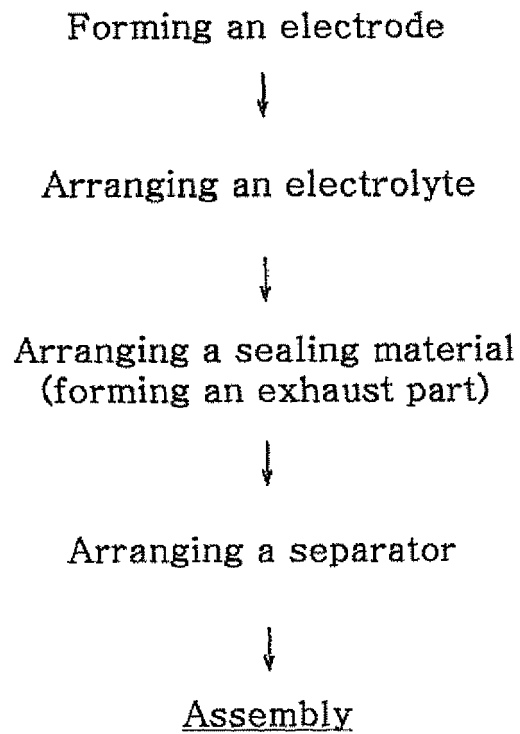 Forming an electrode
↓
Arranging an electrolyte
↓
Arranging a sealing material
(forming an exhaust part)
↓
Arranging a separator
↓
Assembly